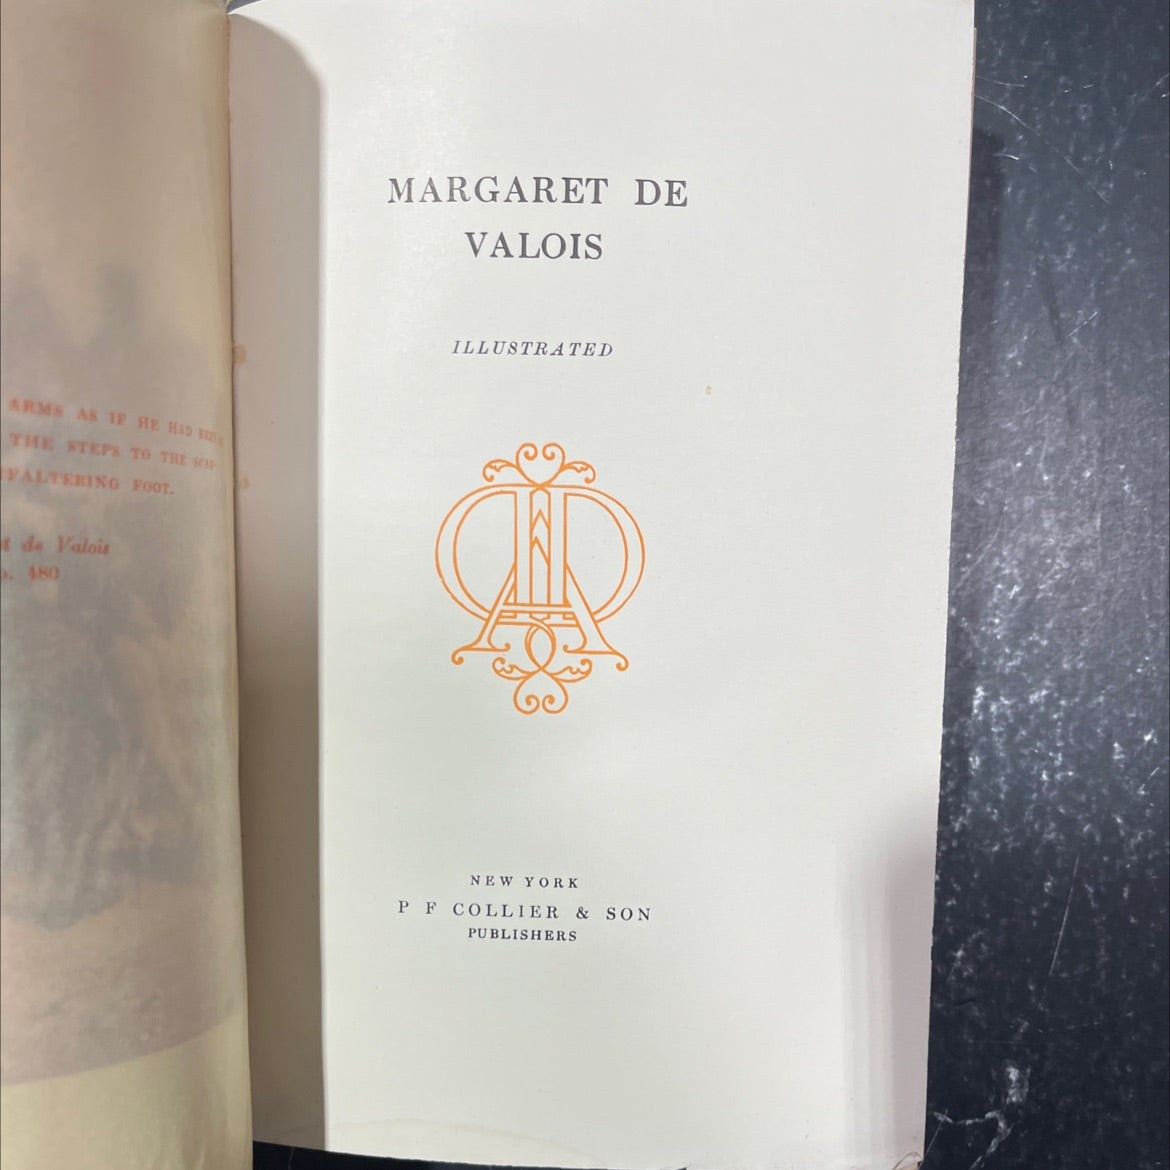 ARMS AS IF HE HAD
THE STEPS TO THE SCAF-
FALTERING FOOT.
de Valois
480
MARGARET DE
VALOIS
ILLUSTRATED
NEW YORK
P F COLLIER & SON
PUBLISHERS